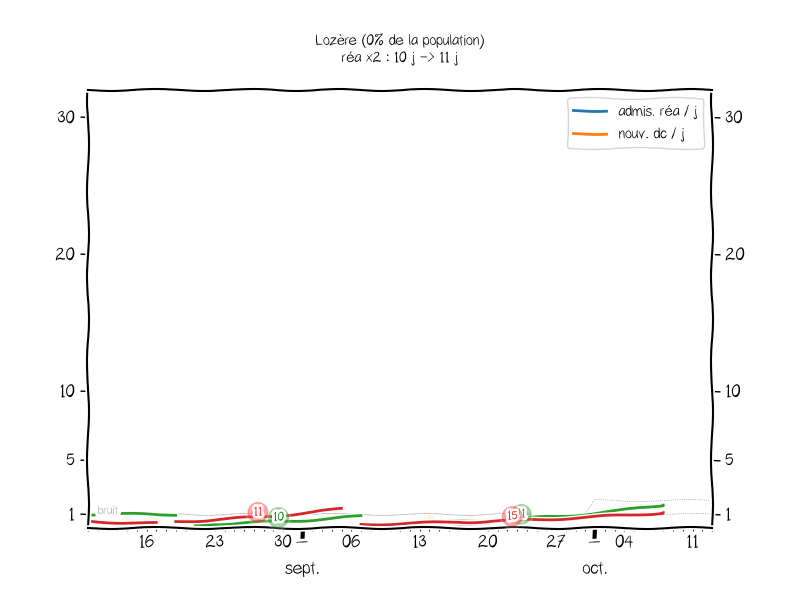 Lozère (0% de la population)
réa x2 : 10 j -> 11 j
admis. réa / j
nouv. dc / j
30
30
20
20
10
10
5
5
1
1
bruit
11
10
15
16 23 30 06 13 20 27 04 11
sept. oct.